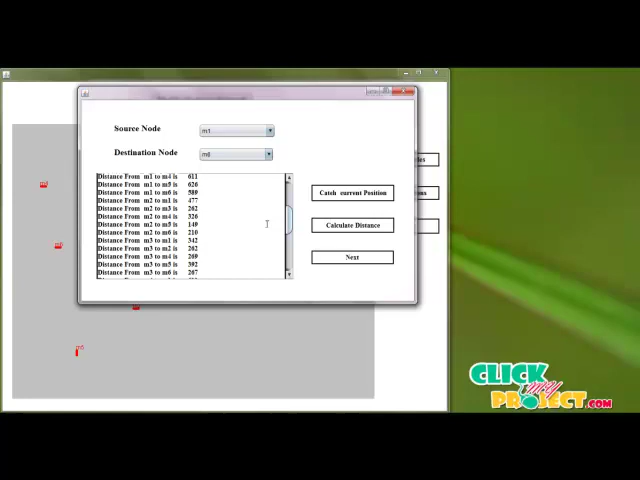 Source Node
m1
Destination Node
m6
Distance From m1 to m4 is 611
Distance From m1 to m5 is 626
Distance From m1 to m6 is 589
Distance From m2 to m1 is 477
Distance From m2 to m3 is 262
Distance From m2 to m4 is 326
Distance From m2 to m5 is 149
Distance From m2 to m6 is 210
Distance From m3 to m1 is 342
Distance From m3 to m2 is 262
Distance From m3 to m4 is 269
Distance From m3 to m5 is 392
Distance From m3 to m6 is 267
Catch current Position
Calculate Distance
Next
CLICK
my
PROJECT.COM